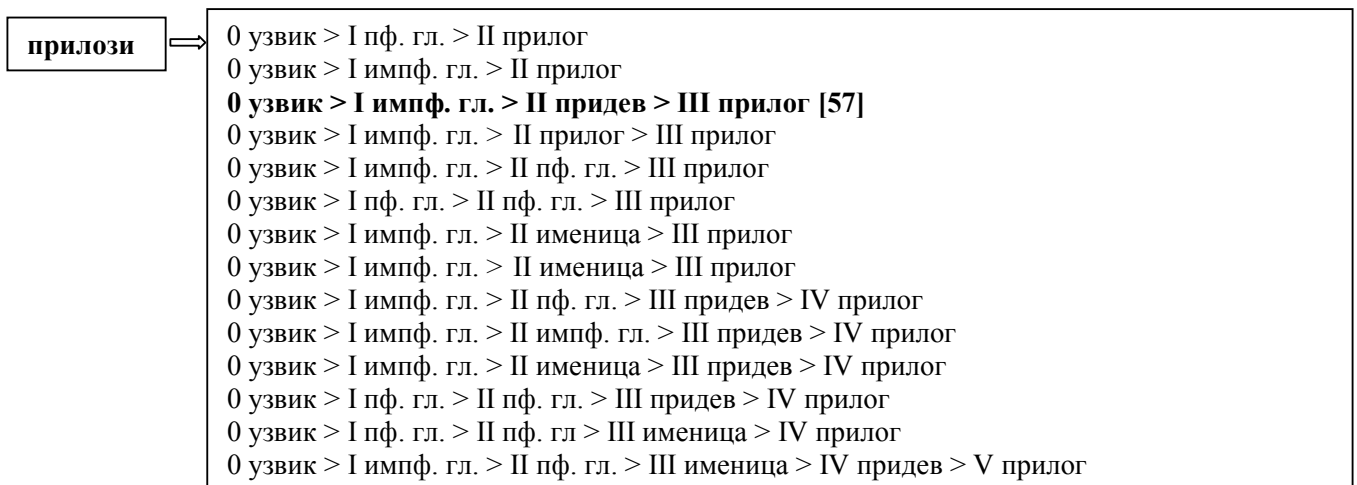 прилози
0 узвик > I пф. гл. > II прилог
0 узвик > I импф. гл. > II прилог
0 узвик > I импф. гл. > II придев > III прилог [57]
0 узвик > I импф. гл. > II прилог > III прилог
0 узвик > I импф. гл. > II пф. гл. > III прилог
0 узвик > I пф. гл. > II пф. гл. > III прилог
0 узвик > I импф. гл. > II именица > III прилог
0 узвик > I импф. гл. > II именица > III прилог
0 узвик > I импф. гл. > II пф. гл. > III придев > IV прилог
0 узвик > I импф. гл. > II импф. гл. > III придев > IV прилог
0 узвик > I импф. гл. > II именица > III придев > IV прилог
0 узвик > I пф. гл. > II пф. гл. > III придев > IV прилог
0 узвик > I пф. гл. > II пф. гл > III именица > IV прилог
0 узвик > I импф. гл. > II пф. гл. > III именица > IV придев > V прилог